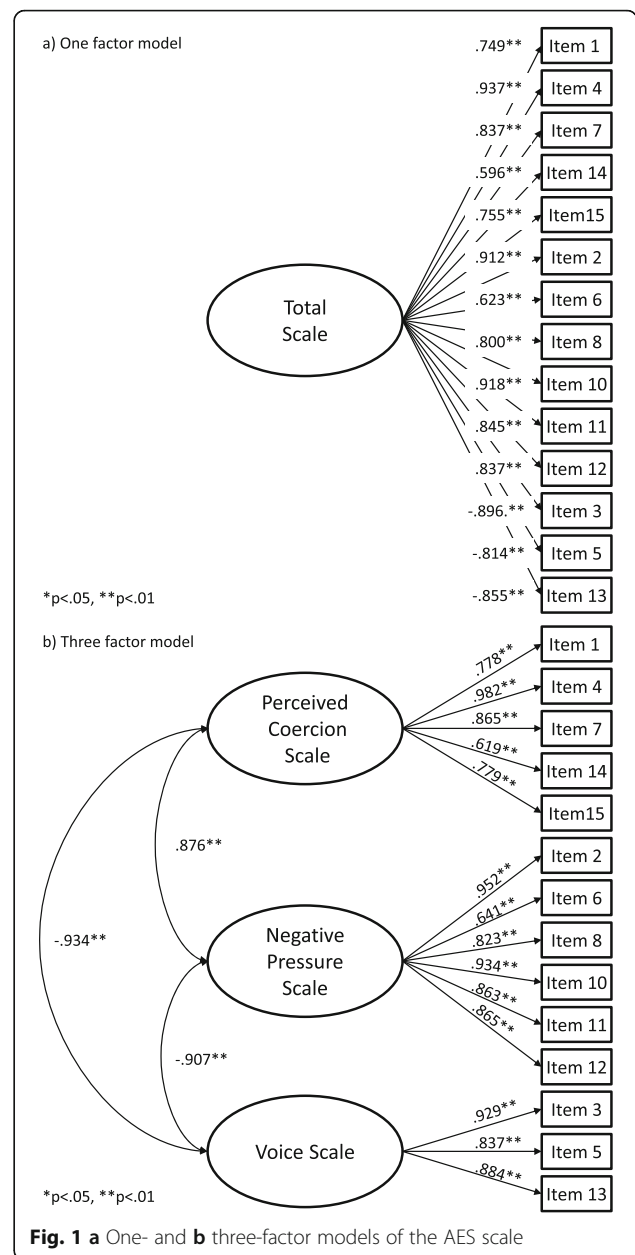 a) One factor model
.749** Item 1
.937** Item 4
.837** Item 7
.596** Item 14
.755** Item15
.912** Item 2
Total
Scale
.623** Item 6
.800** Item 8
.918** Item 10
.845** Item 11
.837** Item 12
-.896.** Item 3
-.814** Item 5
-.855** Item 13
*p<.05, **p<.01
b) Three factor model
Perceived
Coercion
Scale
.778** Item 1
.982** Item 4
.865** Item 7
.619** Item 14
.779** Item15
.876**
-.934**
Negative
Pressure
Scale
.952** Item 2
.641** Item 6
.823** Item 8
.934** Item 10
.863** Item 11
.865** Item 12
-.907**
Voice Scale
.929** Item 3
.837** Item 5
.884** Item 13
*p<.05, **p<.01
Fig. 1 a One- and b three-factor models of the AES scale